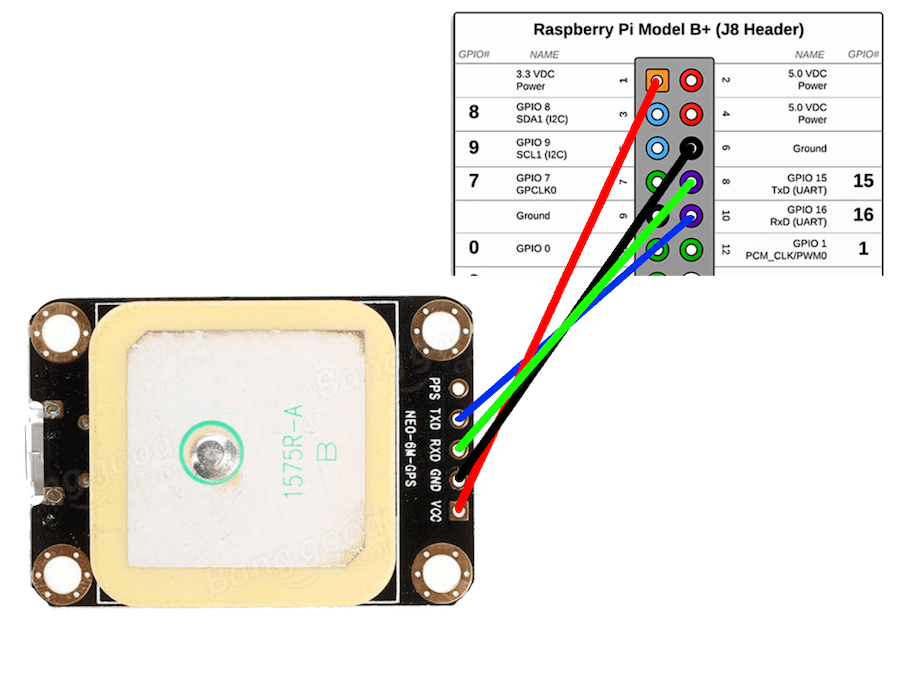 Raspberry Pi Model B+ (J8 Header)
GPIO# NAME NAME GPIO#
3.3 VDC
Power 1 2 5.0 VDC
Power
8 GPIO 8
SDA1 (I2C) 3 4 5.0 VDC
Power
9 GPIO 9
SCL1 (I2C) 6 Ground
7 GPIO 7
GPCLK0 7 8 GPIO 15
TxD (UART) 15
Ground 9 10 GPIO 16
RxD (UART) 16
0 GPIO 0 12 GPIO 1
PCM_CLK/PWM0 1
PPS
TXD
RXD
GND
VCC
NEO-6M-GPS
1575R-A
B
Banggood